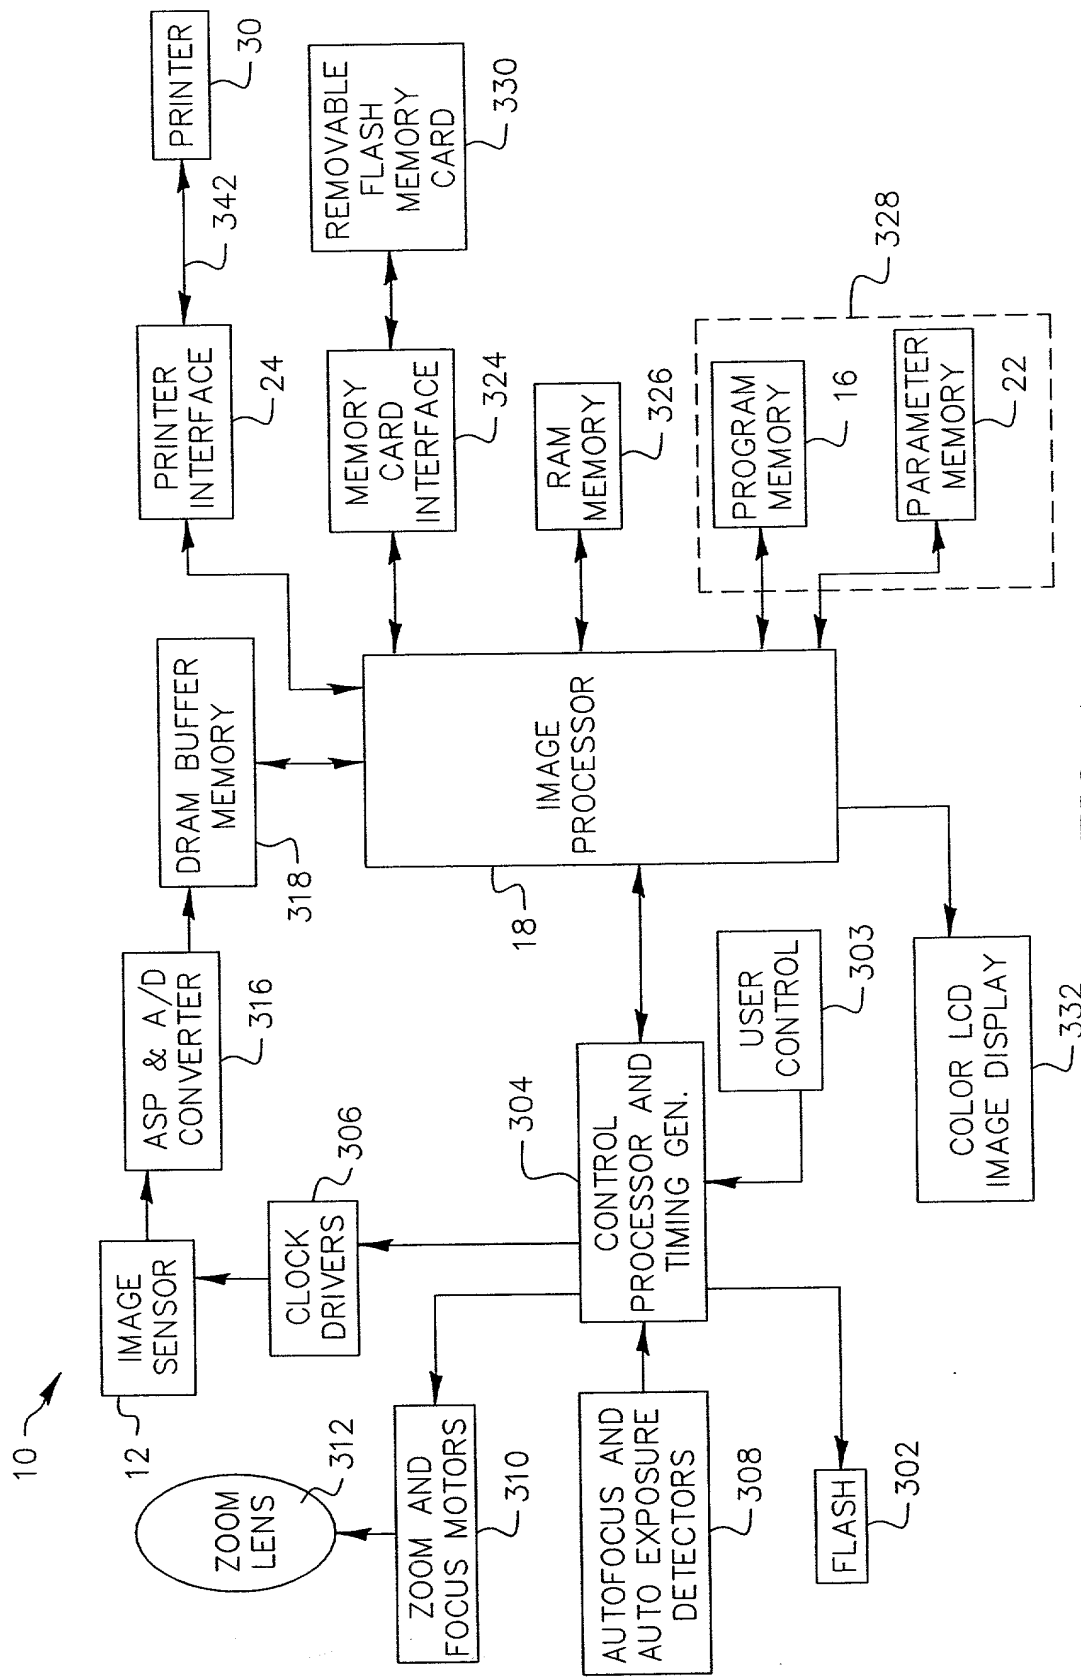 10
ZOOM
LENS
312
12
IMAGE
SENSOR
ASP & A/D
CONVERTER
316
DRAM BUFFER
MEMORY
318
PRINTER
INTERFACE
24
342
PRINTER
30
CLOCK
DRIVERS
306
ZOOM AND
FOCUS MOTORS
310
MEMORY
CARD
INTERFACE
324
REMOVABLE
FLASH
MEMORY
CARD
330
304
CONTROL
PROCESSOR AND
TIMING GEN.
18
IMAGE
PROCESSOR
RAM
MEMORY
326
AUTOFOCUS AND
AUTO EXPOSURE
DETECTORS
308
USER
CONTROL
303
PROGRAM
MEMORY
16
328
PARAMETER
MEMORY
22
FLASH
302
COLOR LCD
IMAGE DISPLAY
332